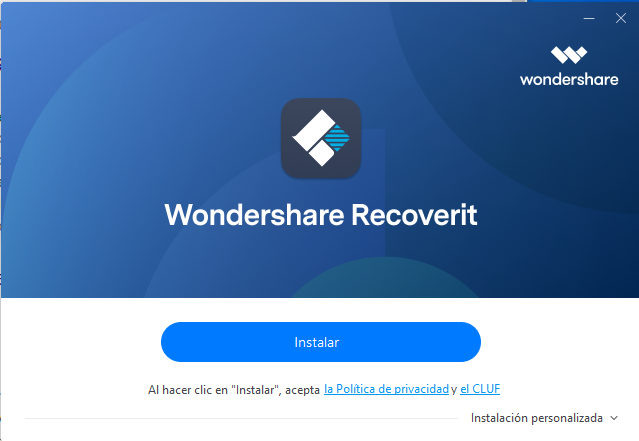 wondershare
Wondershare Recoverit
Instalar
Al hacer clic en "Instalar", acepta la Política de privacidad y el CLUF
Instalación personalizada